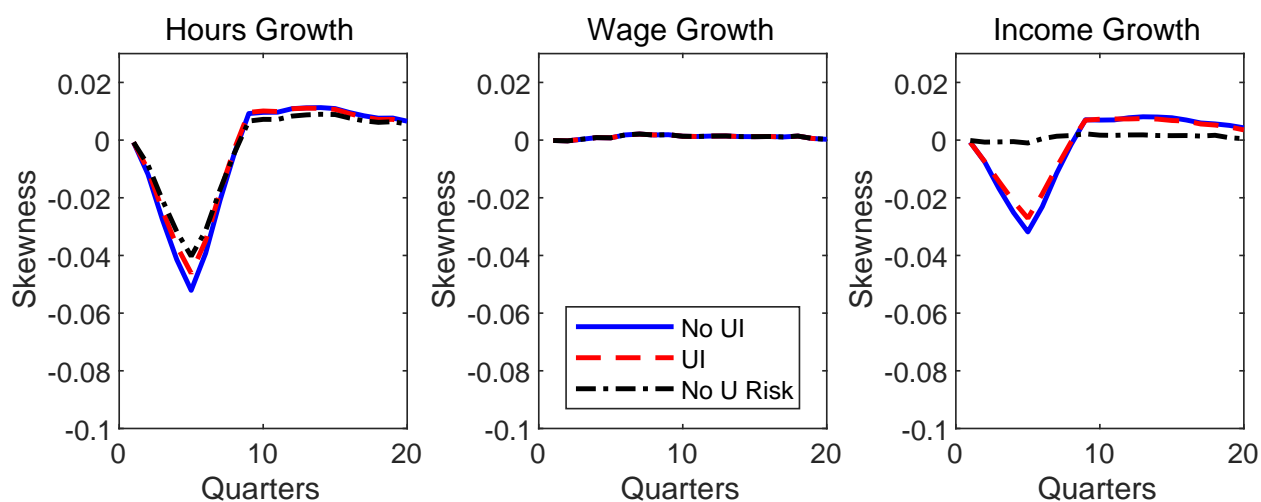 Hours Growth
Skewness
0.02
0
-0.02
-0.04
-0.06
-0.08
-0.1
0
10
20
Quarters
Wage Growth
Skewness
0.02
0
-0.02
-0.04
-0.06
-0.08
-0.1
0
10
20
Quarters
No UI
UI
No U Risk
Income Growth
Skewness
0.02
0
-0.02
-0.04
-0.06
-0.08
-0.1
0
10
20
Quarters